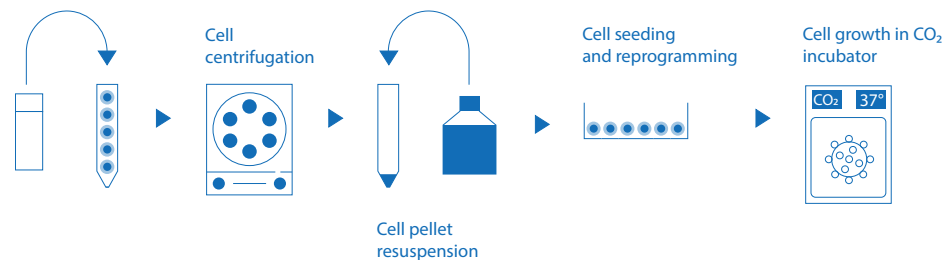 Cell
centrifugation
Cell pellet
resuspension
Cell seeding
and reprogramming
Cell growth in CO₂
incubator
CO₂ 37°